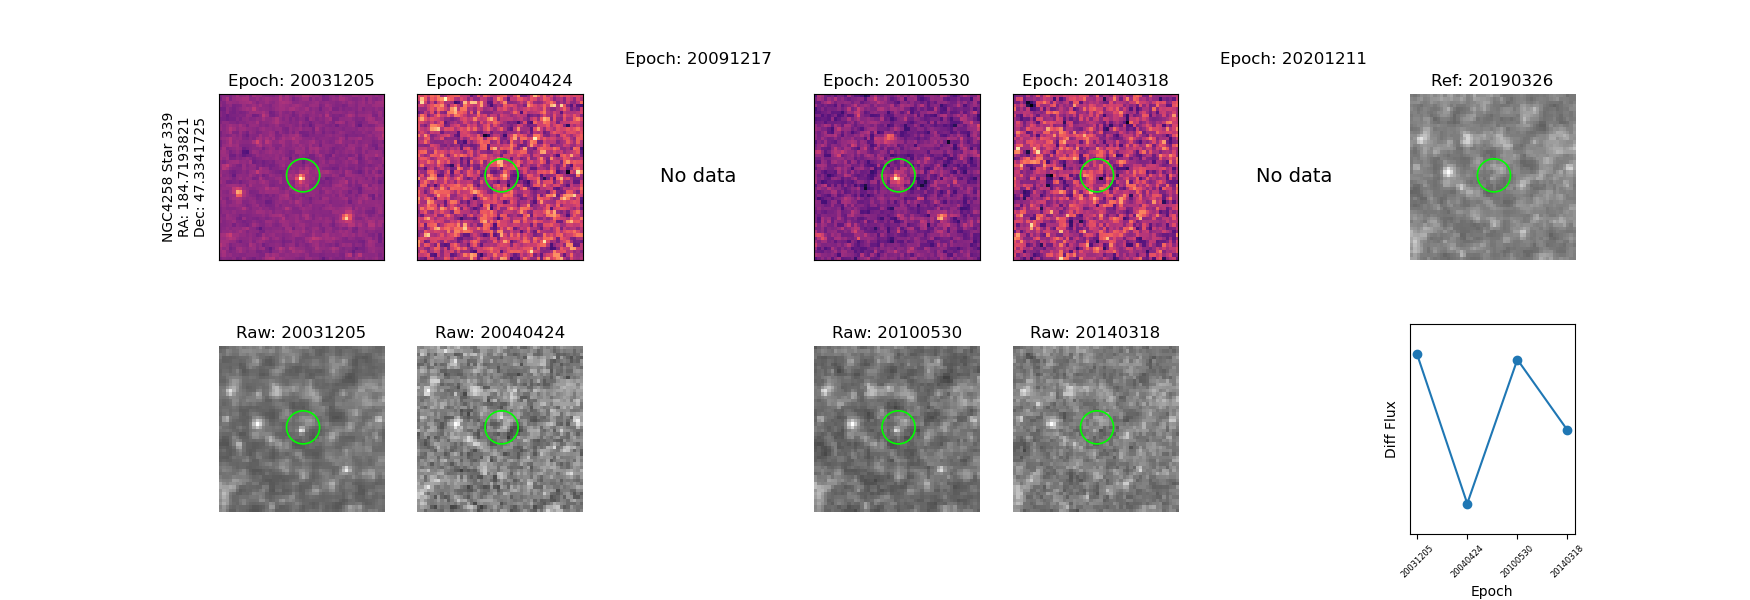 Epoch: 20091217
Epoch: 20201211
Epoch: 20031205
Epoch: 20040424
Epoch: 20100530
Epoch: 20140318
Ref: 20190326
NGC4258 Star 339
RA: 184.7193821
Dec: 47.3341725
No data
No data
Raw: 20031205
Raw: 20040424
Raw: 20100530
Raw: 20140318
Diff Flux
20031205
20040424
20100530
20140318
Epoch